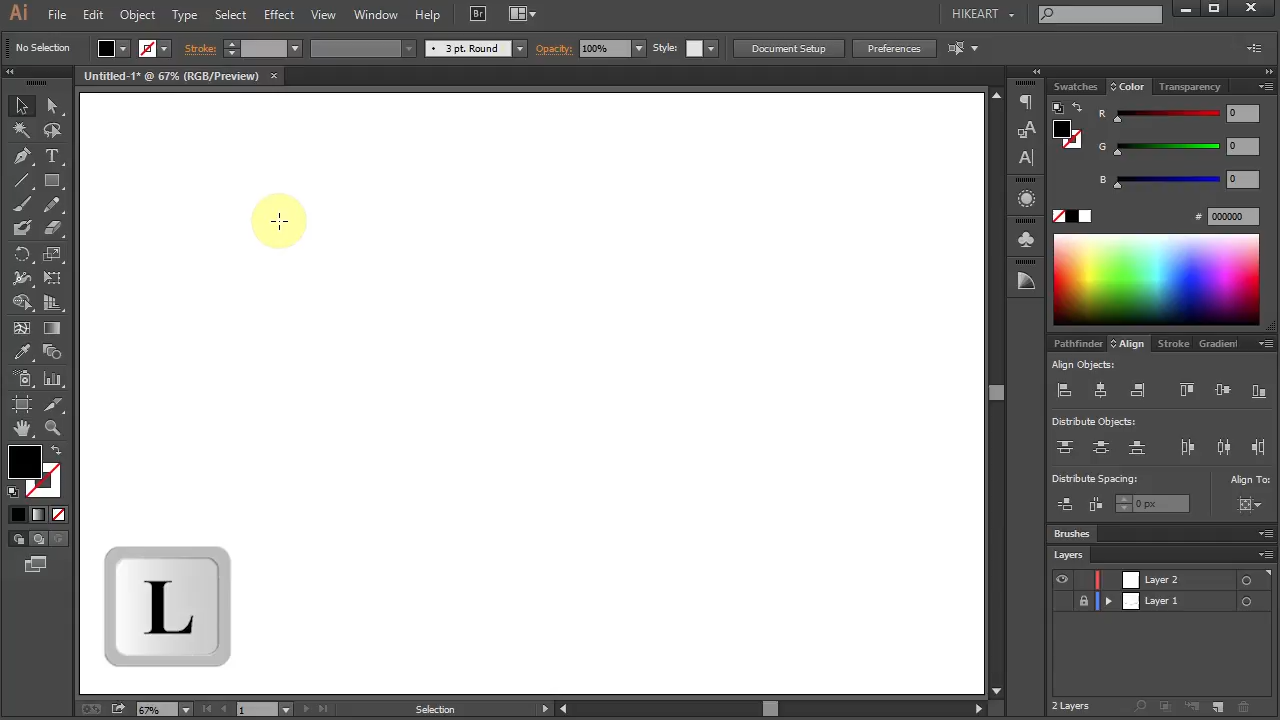 Ai File Edit Object Type Select Effect View Window Help Br HIKEART
No Selection Stroke: 3 pt. Round Opacity: 100% Style: Document Setup Preferences
Untitled-1* @ 67% (RGB/Preview) ×
Swatches Color Transparency
R 0
G 0
B 0
# 000000
Pathfinder Align Stroke Gradient
Align Objects:
Distribute Objects:
Distribute Spacing: Align To:
0 px
Brushes
Layers
Layer 2
Layer 1
2 Layers
L
67% 1 Selection